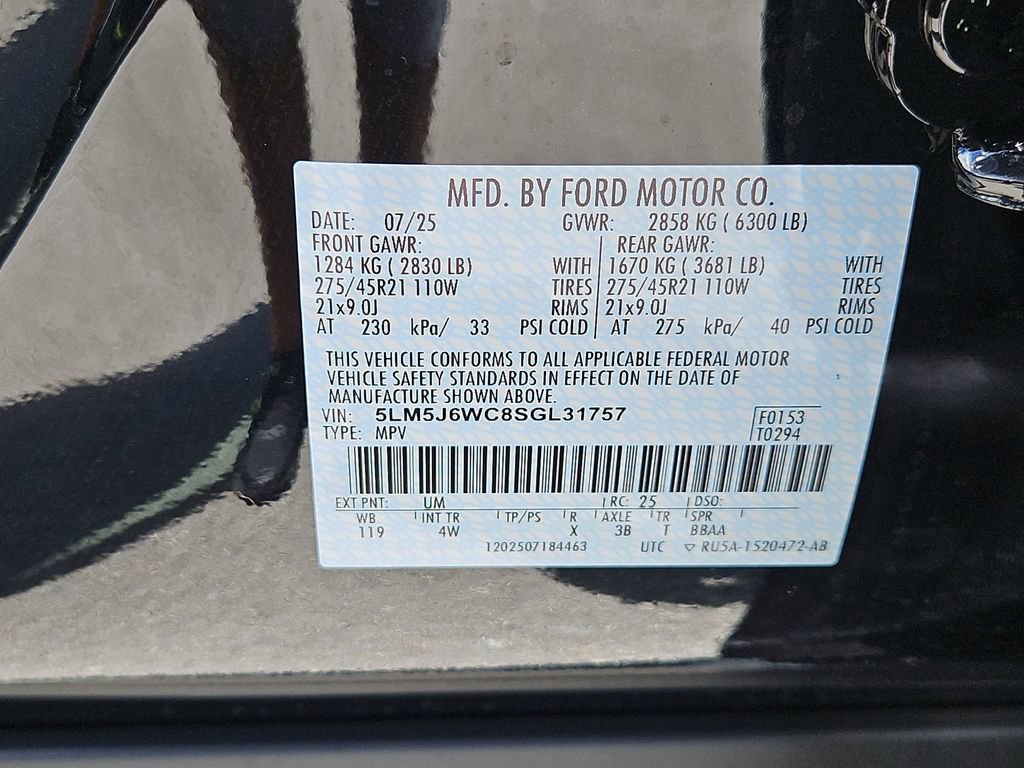 MFD. BY FORD MOTOR CO.
DATE: 07/25 GVWR: 2858 KG ( 6300 LB)
FRONT GAWR: REAR GAWR:
1284 KG ( 2830 LB) WITH 1670 KG ( 3681 LB) WITH
275/45R21 110W TIRES 275/45R21 110W TIRES
21x9.0J RIMS 21x9.0J RIMS
AT 230 kPa/ 33 PSI COLD AT 275 kPa/ 40 PSI COLD
THIS VEHICLE CONFORMS TO ALL APPLICABLE FEDERAL MOTOR
VEHICLE SAFETY STANDARDS IN EFFECT ON THE DATE OF
MANUFACTURE SHOWN ABOVE.
VIN: 5LM5J6WC8SGL31757 F0153
TYPE: MPV T0294
EXT PNT: UM RC: 25 DSO:
WB INT TR TP/PS R AXLE TR SPR
119 4W X 3B T BBAA
1202507184463 UTC ▽ RU5A-1520472-AB